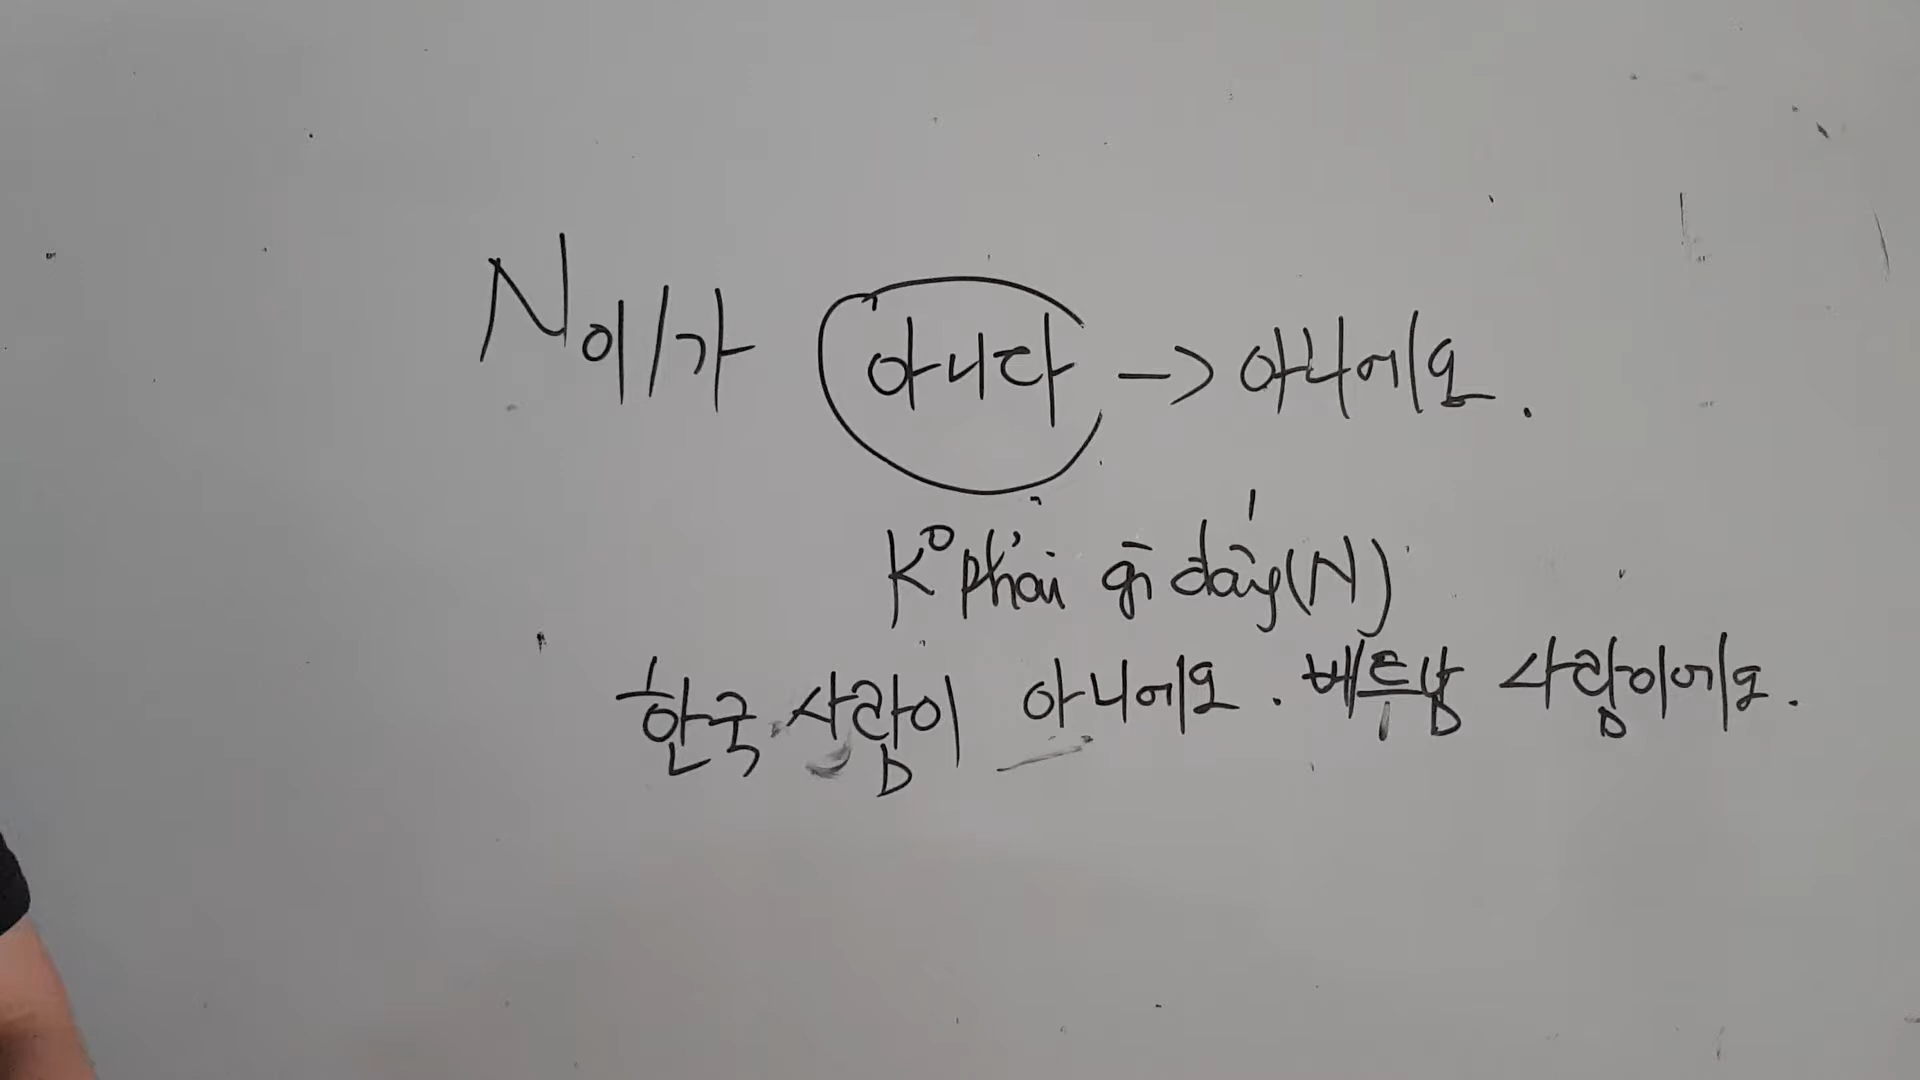 N이/가 아니다 -> 아니에요.
K⁰ phải gì đấy (N)
한국 사람이 아니에요. 베트남 사람이에요.